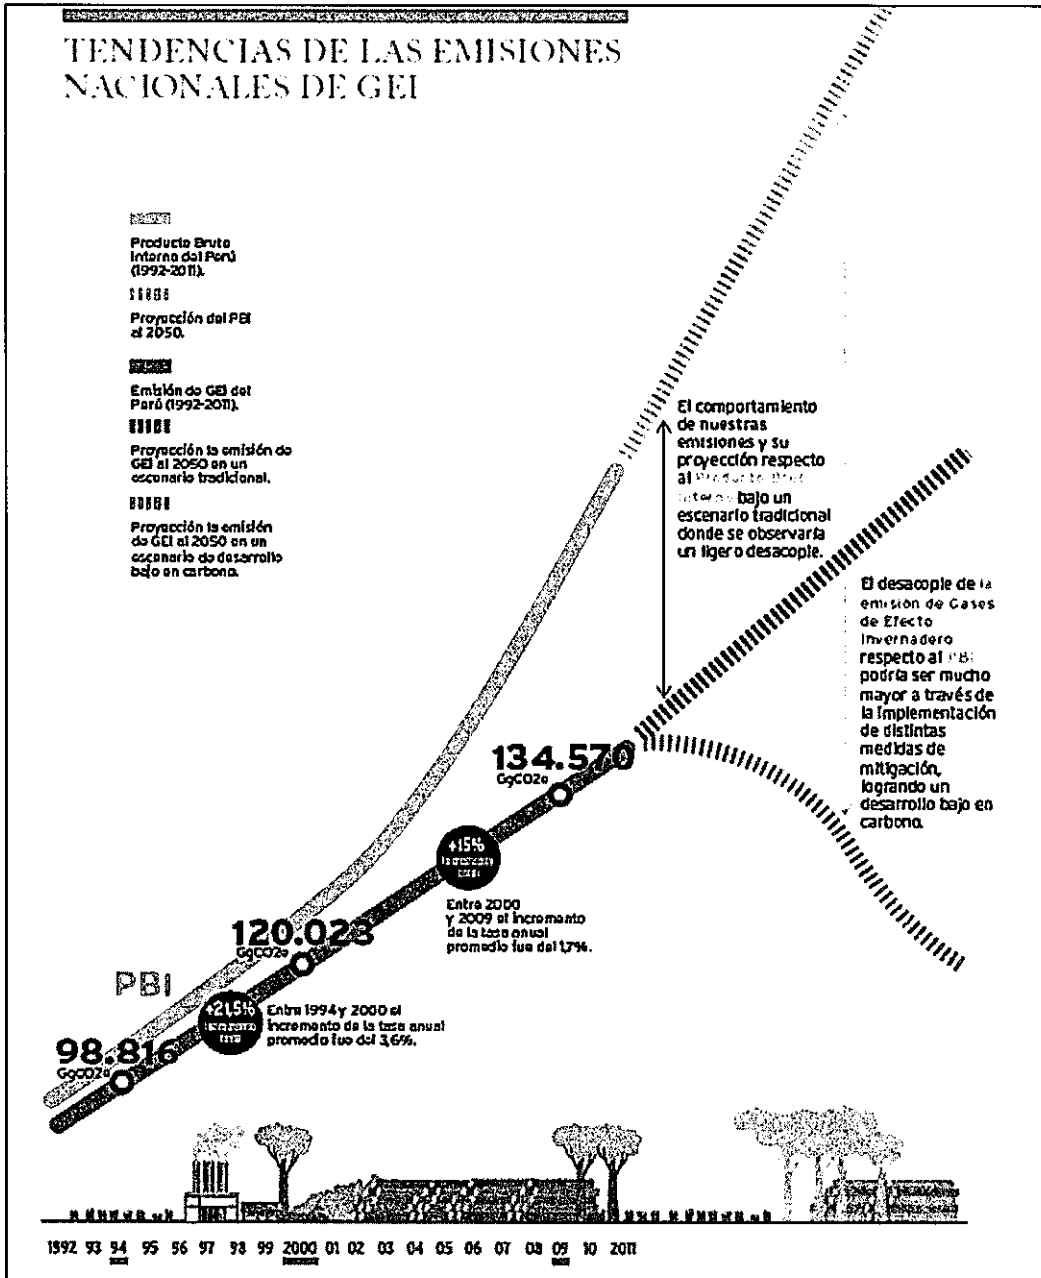 TENDENCIAS DE LAS EMISIONES
NACIONALES DE GEI
Producto Bruto
Interno del Perú
(1992-2011).
Proyección del PBI
al 2050.
Emisión de GEI del
Perú (1992-2011).
Proyección la emisión de
GEI al 2050 en un
escenario tradicional.
Proyección la emisión
de GEI al 2050 en un
escenario de desarrollo
bajo en carbono.
El comportamiento
de nuestras
emisiones y su
proyección respecto
al Producto Bruto
Interno bajo un
escenario tradicional
donde se observaría
un ligero desacople.
El desacople de la
emisión de Gases
de Efecto
Invernadero
respecto al PBI
podría ser mucho
mayor a través de
la implementación
de distintas
medidas de
mitigación,
logrando un
desarrollo bajo en
carbono.
134.570
GgCO2e
+15%
Entre 2000
y 2009 el incremento
de la tasa anual
promedio fue del 1,7%.
120.023
GgCO2e
PBI
+21,5%
Entre 1994 y 2000 el
incremento de la tasa anual
promedio fue del 3,6%.
98.816
GgCO2e
1992 93 94 95 96 97 98 99 2000 01 02 03 04 05 06 07 08 09 10 2011